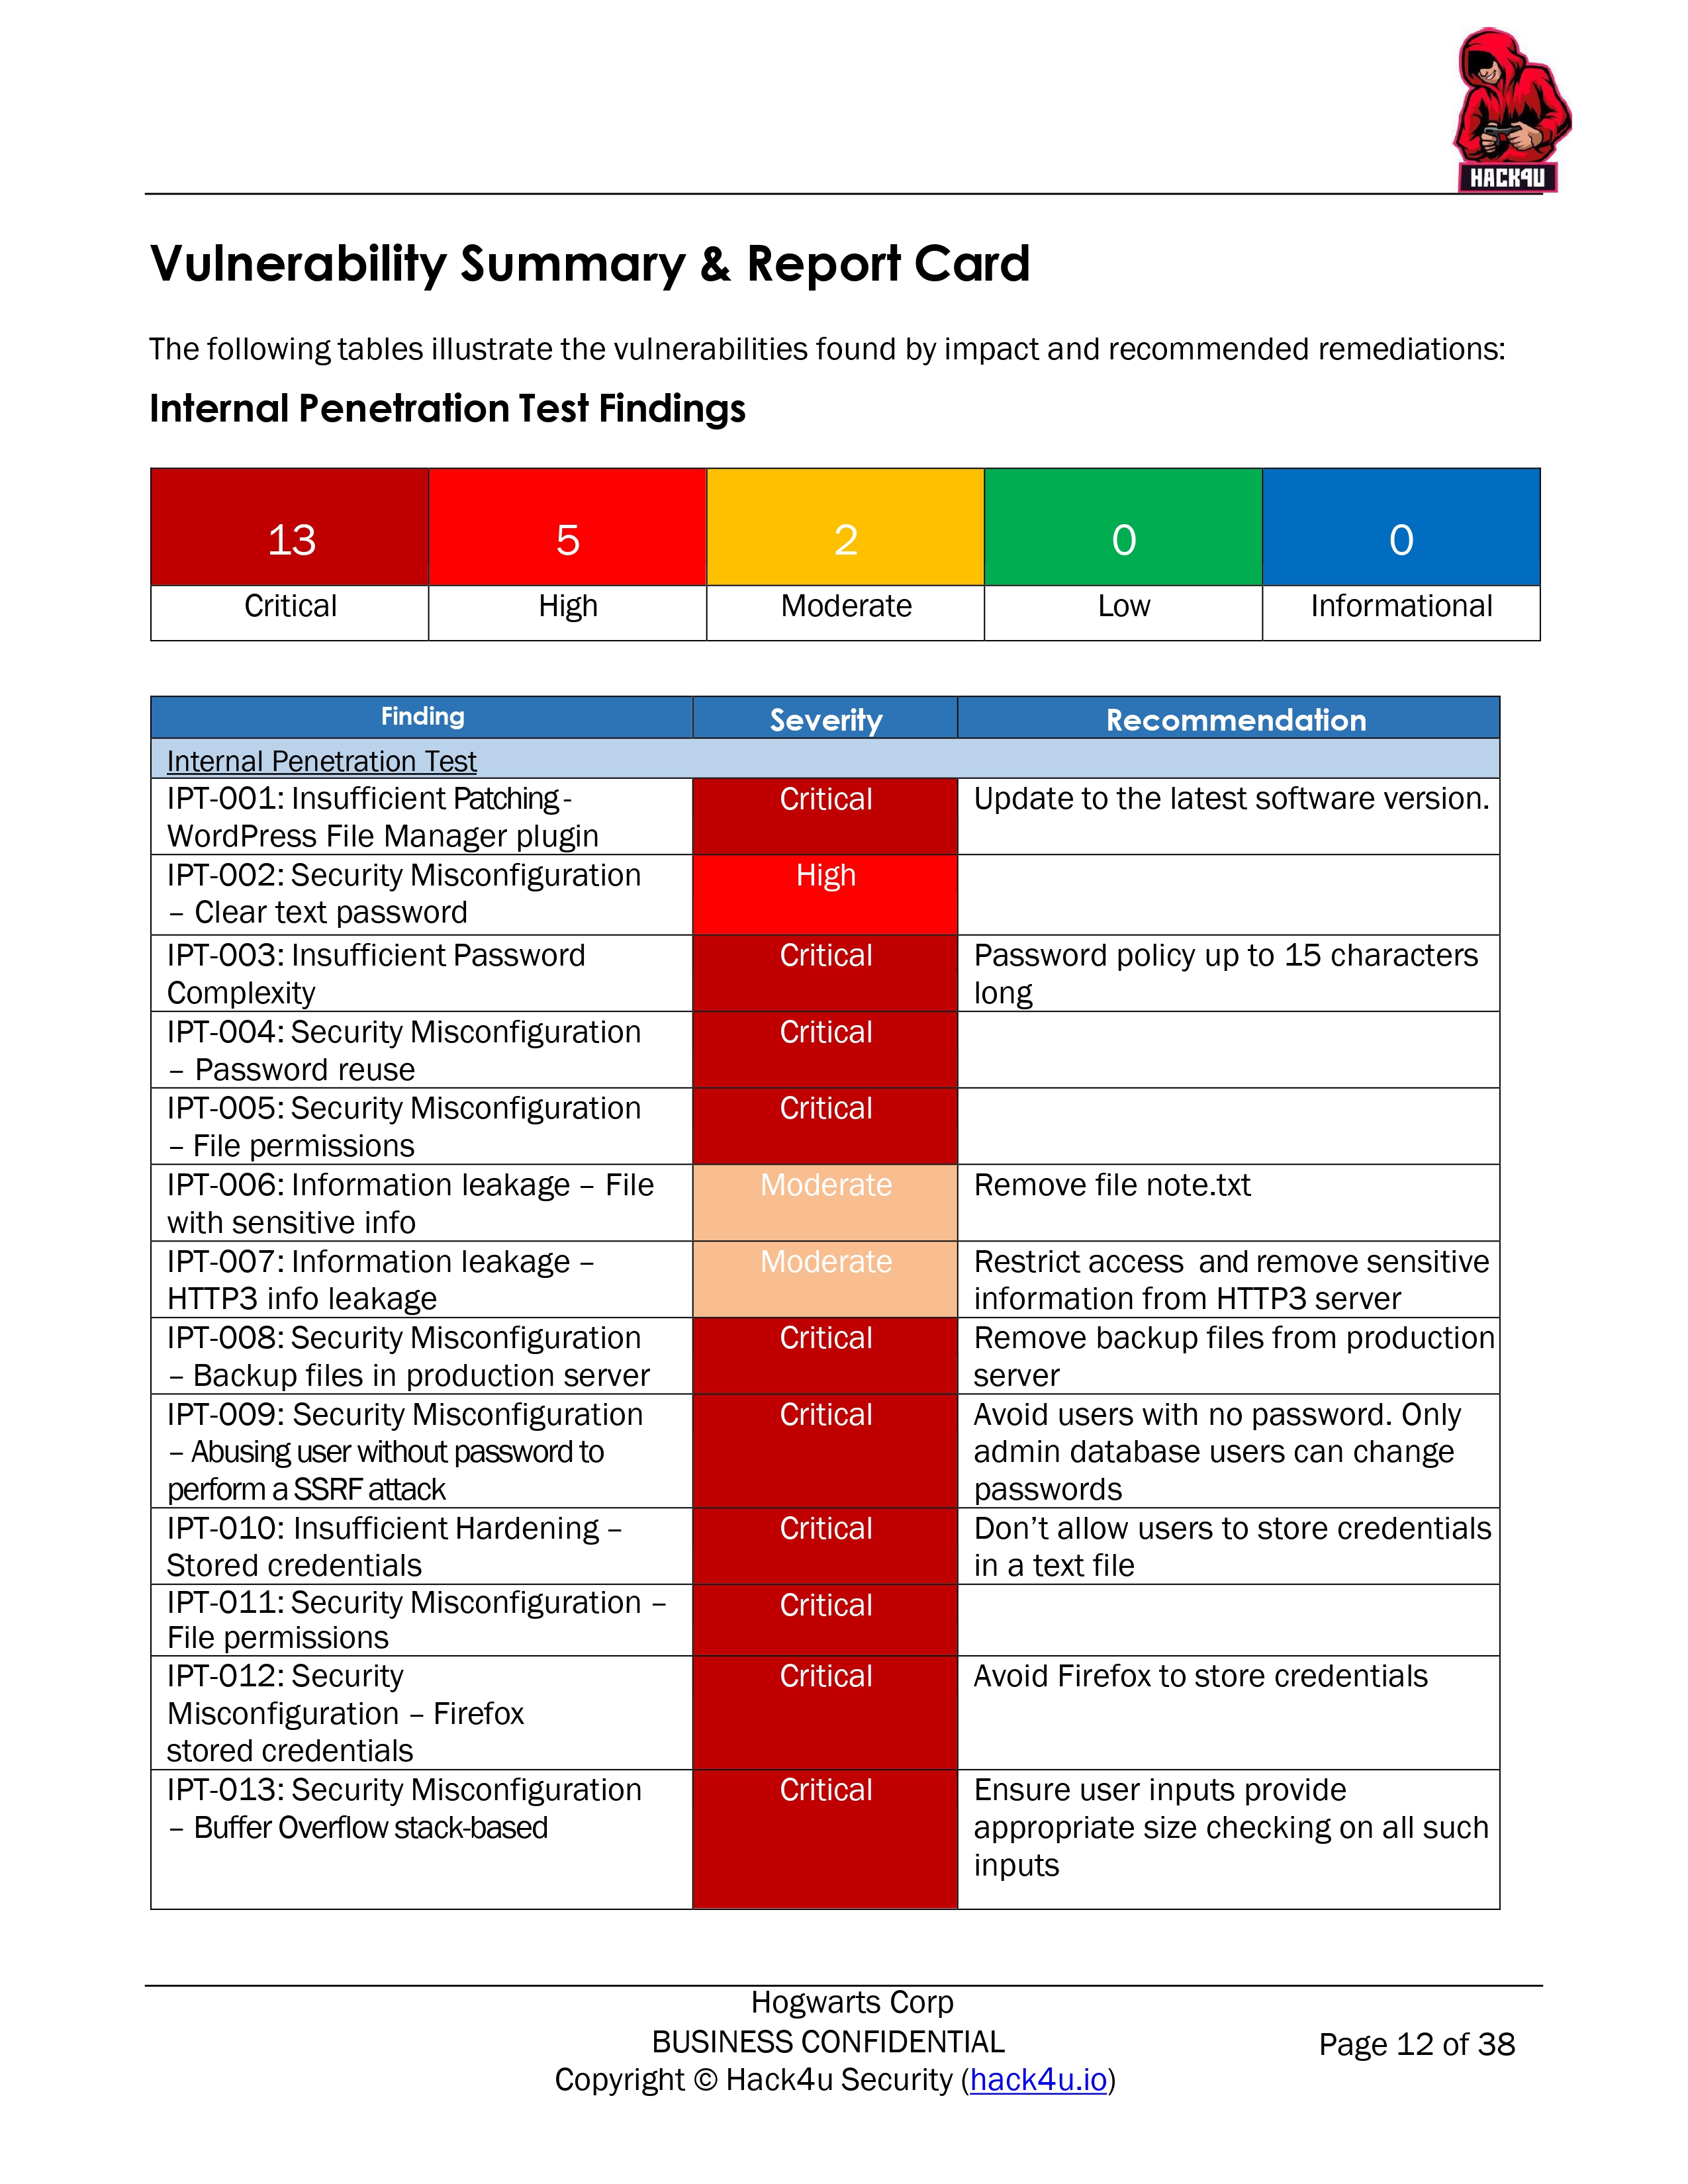 HACK4U
Vulnerability Summary & Report Card
The following tables illustrate the vulnerabilities found by impact and recommended remediations:
Internal Penetration Test Findings
13 5 2 0 0
Critical High Moderate Low Informational
Finding Severity Recommendation
Internal Penetration Test
IPT-001: Insufficient Patching - Critical Update to the latest software version.
WordPress File Manager plugin
IPT-002: Security Misconfiguration High
– Clear text password
IPT-003: Insufficient Password Critical Password policy up to 15 characters
Complexity long
IPT-004: Security Misconfiguration Critical
– Password reuse
IPT-005: Security Misconfiguration Critical
– File permissions
IPT-006: Information leakage – File Moderate Remove file note.txt
with sensitive info
IPT-007: Information leakage – Moderate Restrict access and remove sensitive
HTTP3 info leakage information from HTTP3 server
IPT-008: Security Misconfiguration Critical Remove backup files from production
– Backup files in production server server
IPT-009: Security Misconfiguration Critical Avoid users with no password. Only
– Abusing user without password to admin database users can change
perform a SSRF attack passwords
IPT-010: Insufficient Hardening – Critical Don’t allow users to store credentials
Stored credentials in a text file
IPT-011: Security Misconfiguration – Critical
File permissions
IPT-012: Security Critical Avoid Firefox to store credentials
Misconfiguration – Firefox
stored credentials
IPT-013: Security Misconfiguration Critical Ensure user inputs provide
– Buffer Overflow stack-based appropriate size checking on all such
inputs
Hogwarts Corp
BUSINESS CONFIDENTIAL Page 12 of 38
Copyright © Hack4u Security (hack4u.io)